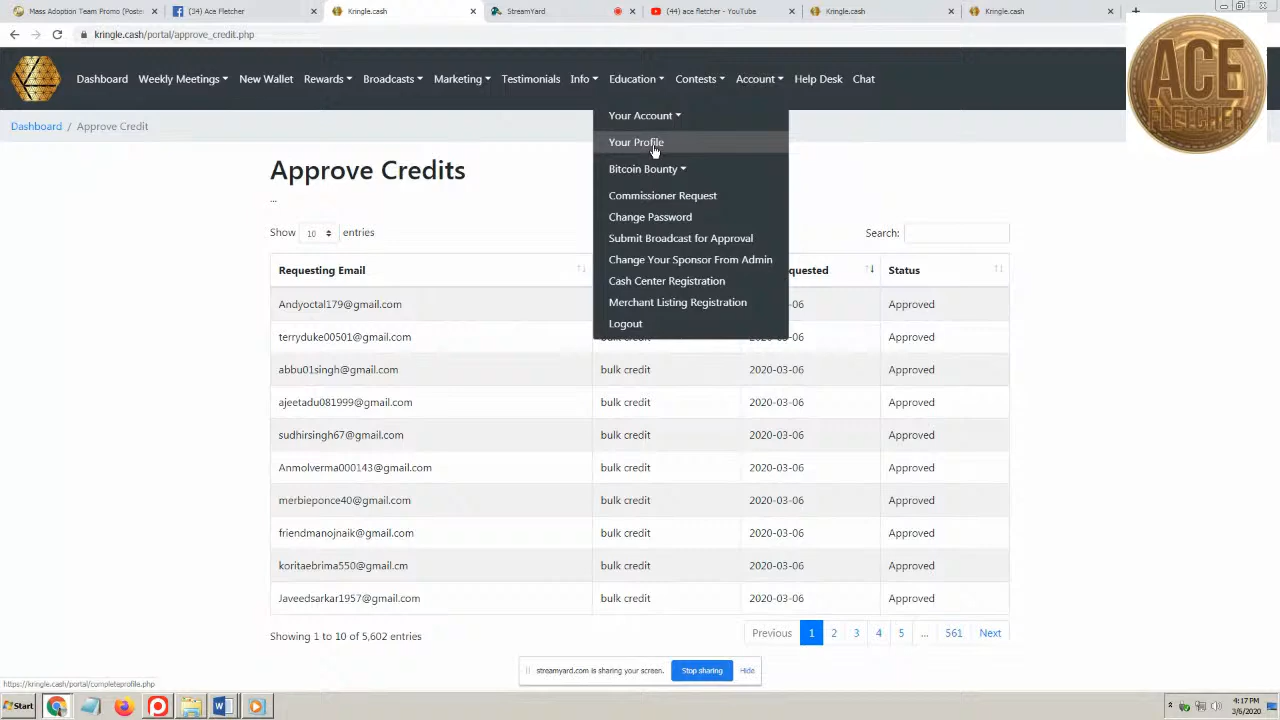 Mass Adoption Team Promo (Poste
(34) Ace Fletcher
Kringle.cash
StreamYard
(44) ace fletcher - YouTube
Kringle.cash
Kringle.cash
kringle.cash/portal/approve_credit.php
Dashboard
Weekly Meetings
New Wallet
Rewards
Broadcasts
Marketing
Testimonials
Info
Education
Contests
Account
Help Desk
Chat
ACE
FLETCHER
Dashboard / Approve Credit
Your Account
Your Profile
Bitcoin Bounty
Commissioner Request
Change Password
Submit Broadcast for Approval
Change Your Sponsor From Admin
Cash Center Registration
Merchant Listing Registration
Logout
Approve Credits
...
Show 10 entries
Search:
Requesting Email quested Status
Andyoctal179@gmail.com 2020-03-06 Approved
terryduke00501@gmail.com bulk credit 2020-03-06 Approved
abbu01singh@gmail.com bulk credit 2020-03-06 Approved
ajeetadu081999@gmail.com bulk credit 2020-03-06 Approved
sudhirsingh67@gmail.com bulk credit 2020-03-06 Approved
Anmolverma000143@gmail.com bulk credit 2020-03-06 Approved
merbieponce40@gmail.com bulk credit 2020-03-06 Approved
friendmanojnaik@gmail.com bulk credit 2020-03-06 Approved
koritaebrima550@gmail.cm bulk credit 2020-03-06 Approved
Javeedsarkar1957@gmail.com bulk credit 2020-03-06 Approved
Showing 1 to 10 of 5,602 entries
Previous 1 2 3 4 5 ... 561 Next
streamyard.com is sharing your screen. Stop sharing Hide
https://kringle.cash/portal/completeprofile.php
Start
4:17 PM
3/6/2020